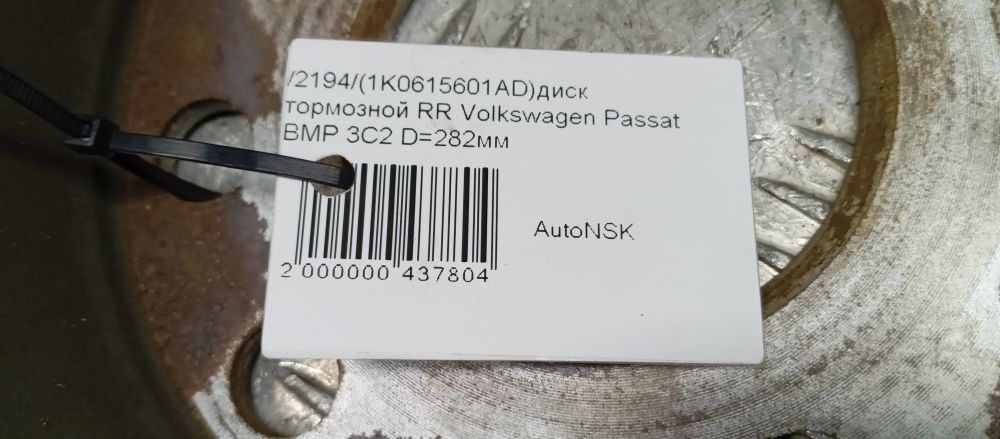 /2194/(1K0615601AD)диск
тормозной RR Volkswagen Passat
BMP 3C2 D=282мм
AutoNSK
2 000000 437804